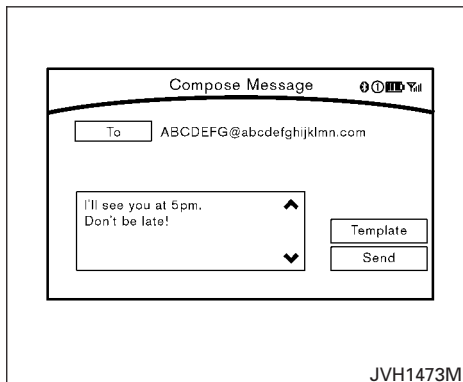 Compose Message
To
ABCDEFG@abcdefghijklmn.com
I'll see you at 5pm.
Don't be late!
Template
Send
JVH1473M